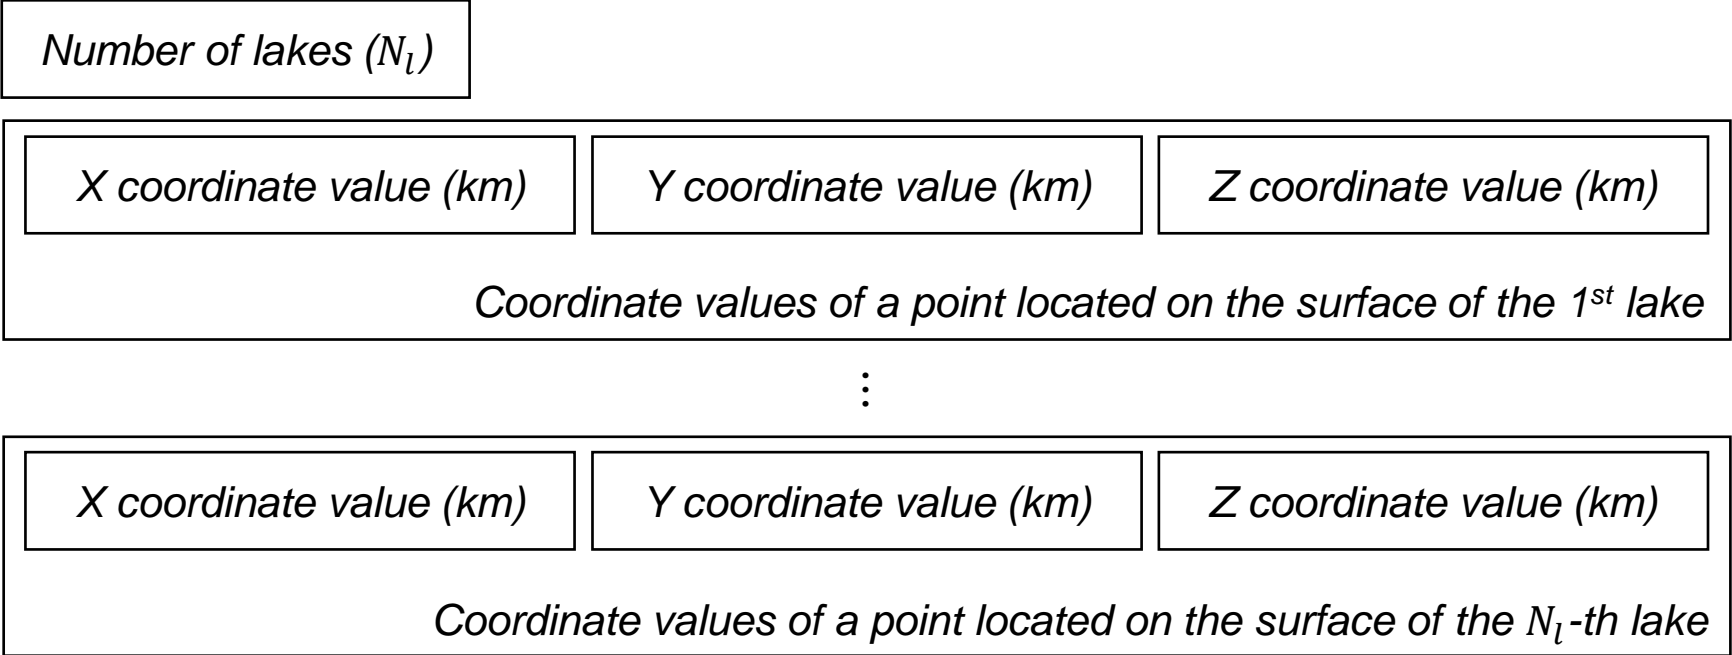 Number of lakes (N_l)
X coordinate value (km) Y coordinate value (km) Z coordinate value (km)
Coordinate values of a point located on the surface of the 1st lake
⋮
X coordinate value (km) Y coordinate value (km) Z coordinate value (km)
Coordinate values of a point located on the surface of the N_l-th lake